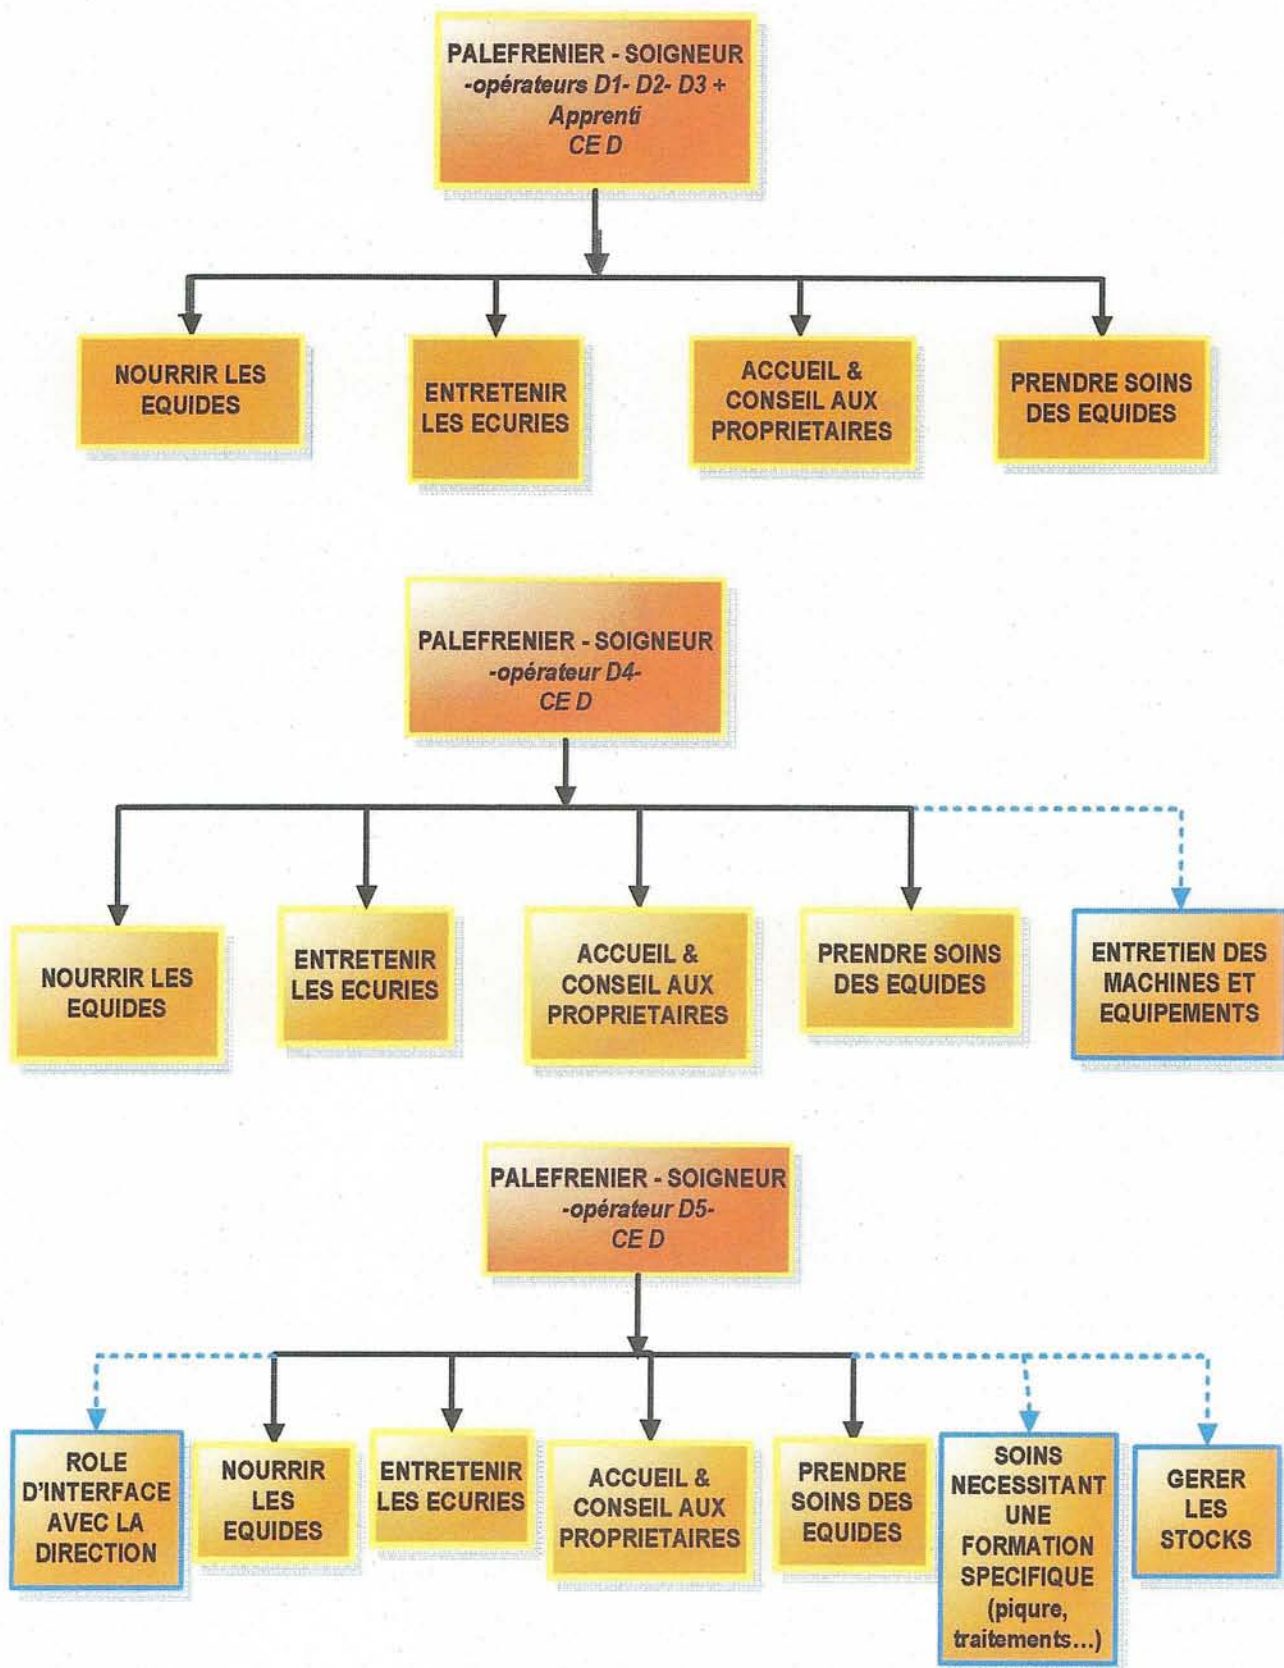 PALEFRENIER - SOIGNEUR
-opérateurs D1- D2- D3 +
Apprenti
CE D
NOURRIR LES
EQUIDES
ENTRETENIR
LES ECURIES
ACCUEIL &
CONSEIL AUX
PROPRIETAIRES
PRENDRE SOINS
DES EQUIDES
PALEFRENIER - SOIGNEUR
-opérateur D4-
CE D
NOURRIR LES
EQUIDES
ENTRETENIR
LES ECURIES
ACCUEIL &
CONSEIL AUX
PROPRIETAIRES
PRENDRE SOINS
DES EQUIDES
ENTRETIEN DES
MACHINES ET
EQUIPEMENTS
PALEFRENIER - SOIGNEUR
-opérateur D5-
CE D
ROLE
D'INTERFACE
AVEC LA
DIRECTION
NOURRIR
LES
EQUIDES
ENTRETENIR
LES ECURIES
ACCUEIL &
CONSEIL AUX
PROPRIETAIRES
PRENDRE
SOINS DES
EQUIDES
SOINS
NECESSITANT
UNE
FORMATION
SPECIFIQUE
(piqure,
traitements...)
GERER
LES
STOCKS